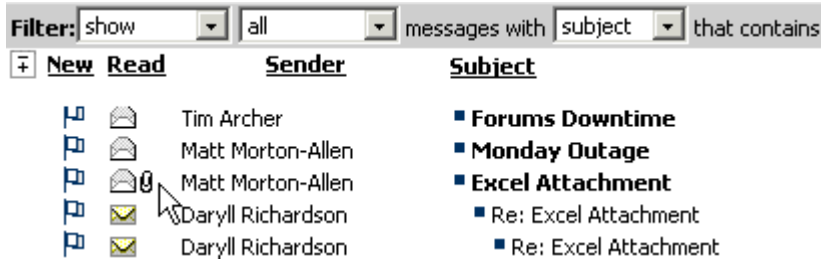 Filter: show all messages with subject that contains
New Read Sender Subject
Tim Archer Forums Downtime
Matt Morton-Allen Monday Outage
Matt Morton-Allen Excel Attachment
Daryll Richardson Re: Excel Attachment
Daryll Richardson Re: Excel Attachment